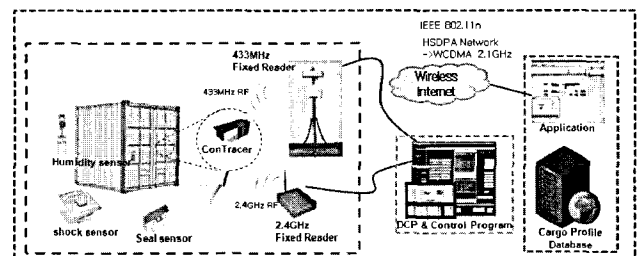 IEEE 802.11n
HSDPA Network
->WCDMA 2.1GHz
433MHz
Fixed Reader
Wireless
Internet
433MHz RF
ConTracer
Humidity sensor
Application
2.4GHz RF
shock sensor
Seal sensor
2.4GHz
Fixed Reader
DCP & Control Program
Cargo Profile
Database